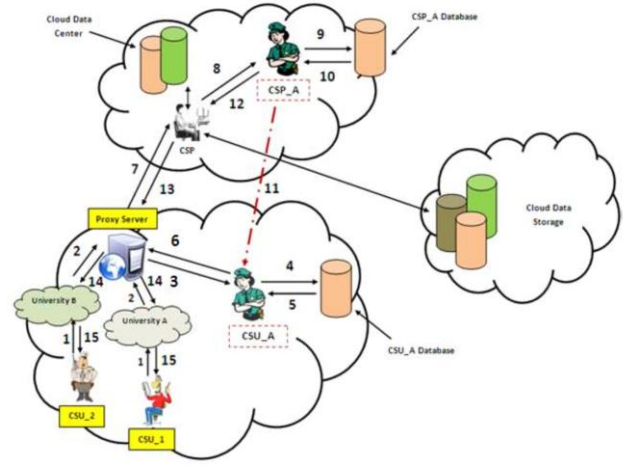 Cloud Data
Center
CSP_A Database
9
8
10
CSP_A
12
CSP
7
13
11
Cloud Data
Storage
Proxy Server
6
2
14
14
3
2
4
5
University B
University A
CSU_A
CSU_A Database
1
15
1
15
CSU_2
CSU_1